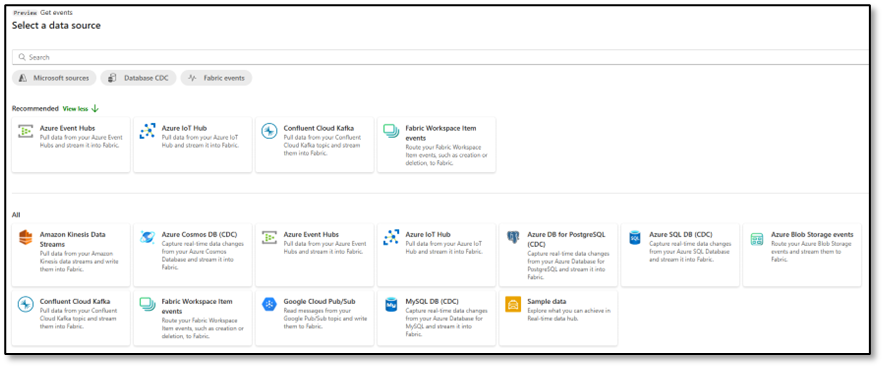 Preview Get events
Select a data source
Search
Microsoft sources
Database CDC
Fabric events
Recommended View less
Azure Event Hubs
Pull data from your Azure Event
Hubs and stream it into Fabric.
Azure IoT Hub
Pull data from your Azure IoT
Hub and stream it into Fabric.
Confluent Cloud Kafka
Pull data from your Confluent
Cloud Kafka topic and stream
them into Fabric.
Fabric Workspace Item
events
Route your Fabric Workspace
Item events, such as creation or
deletion, to Fabric.
All
Amazon Kinesis Data
Streams
Pull data from your Amazon
Kinesis data streams and write
them into Fabric.
Azure Cosmos DB (CDC)
Capture real-time data changes
from your Azure Cosmos
Database and stream it into
Fabric.
Azure Event Hubs
Pull data from your Azure Event
Hubs and stream it into Fabric.
Azure IoT Hub
Pull data from your Azure IoT
Hub and stream it into Fabric.
Azure DB for PostgreSQL
(CDC)
Capture real-time data changes
from your Azure Database for
PostgreSQL and stream it into
Fabric.
Azure SQL DB (CDC)
Capture real-time data changes
from your Azure SQL Database
and stream it into Fabric.
Azure Blob Storage events
Route your Azure Blob Storage
events and stream them to
Fabric.
Confluent Cloud Kafka
Pull data from your Confluent
Cloud Kafka topic and stream
them into Fabric.
Fabric Workspace Item
events
Route your Fabric Workspace
Item events, such as creation or
deletion, to Fabric.
Google Cloud Pub/Sub
Read messages from your
Google Pub/Sub topic and write
them to Fabric.
MySQL DB (CDC)
Capture real-time data changes
from your Azure Database for
MySQL and stream it into
Fabric.
Sample data
Explore what you can achieve in
Real-time data hub.